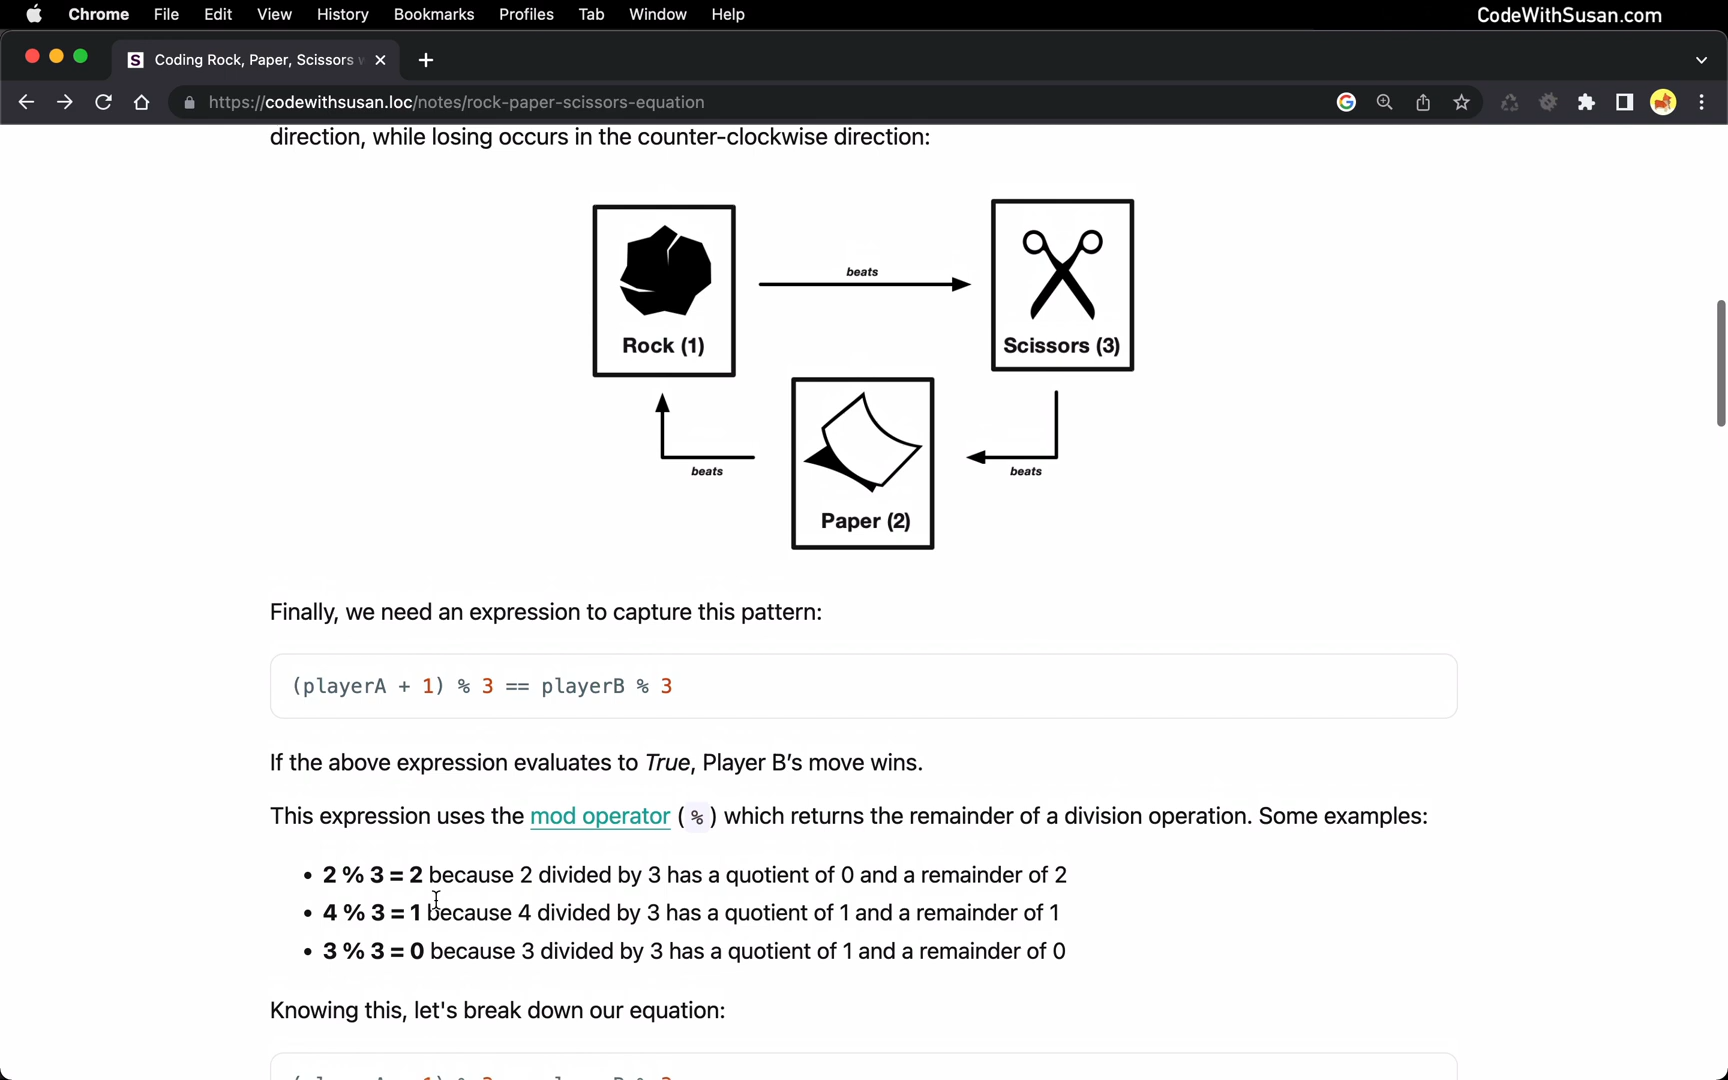 Chrome File Edit View History Bookmarks Profiles Tab Window Help CodeWithSusan.com
S Coding Rock, Paper, Scissors
https://codewithsusan.loc/notes/rock-paper-scissors-equation
direction, while losing occurs in the counter-clockwise direction:
beats
Rock (1)
Scissors (3)
beats
beats
Paper (2)
Finally, we need an expression to capture this pattern:
(playerA + 1) % 3 == playerB % 3
If the above expression evaluates to True, Player B’s move wins.
This expression uses the mod operator (%) which returns the remainder of a division operation. Some examples:
• 2 % 3 = 2 because 2 divided by 3 has a quotient of 0 and a remainder of 2
• 4 % 3 = 1 because 4 divided by 3 has a quotient of 1 and a remainder of 1
• 3 % 3 = 0 because 3 divided by 3 has a quotient of 1 and a remainder of 0
Knowing this, let's break down our equation: